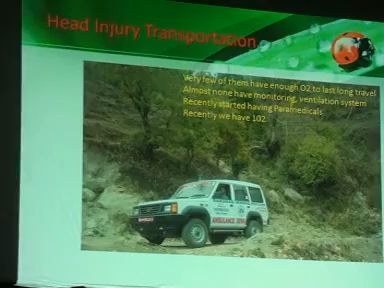 Head Injury Transportation
Very few of them have enough O2 to last long travel
Almost none have monitoring, ventilation system
Recently started having Paramedicals
Recently we have 102
AMBULANCE